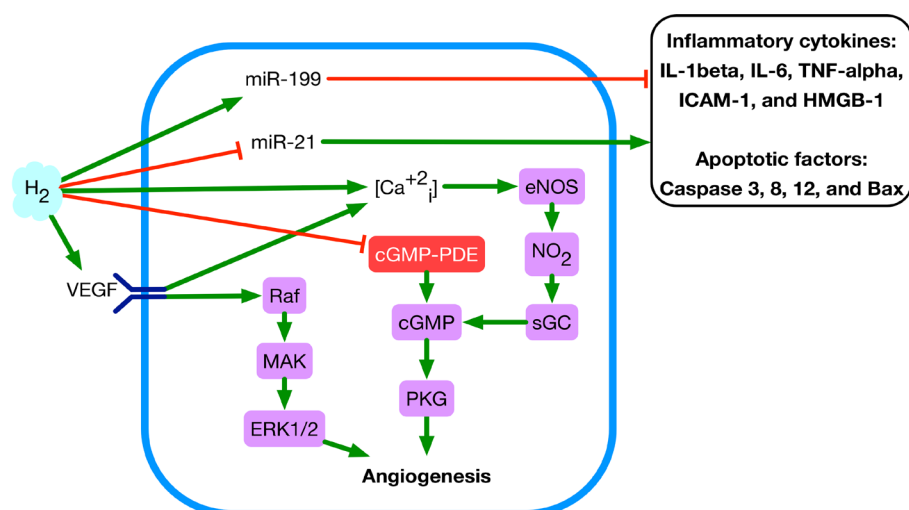 Inflammatory cytokines:
IL-1beta, IL-6, TNF-alpha,
ICAM-1, and HMGB-1
Apoptotic factors:
Caspase 3, 8, 12, and Bax
miR-199
miR-21
H2
[Ca+2i]
eNOS
cGMP-PDE
NO2
VEGF
Raf
cGMP
sGC
MAK
PKG
ERK1/2
Angiogenesis